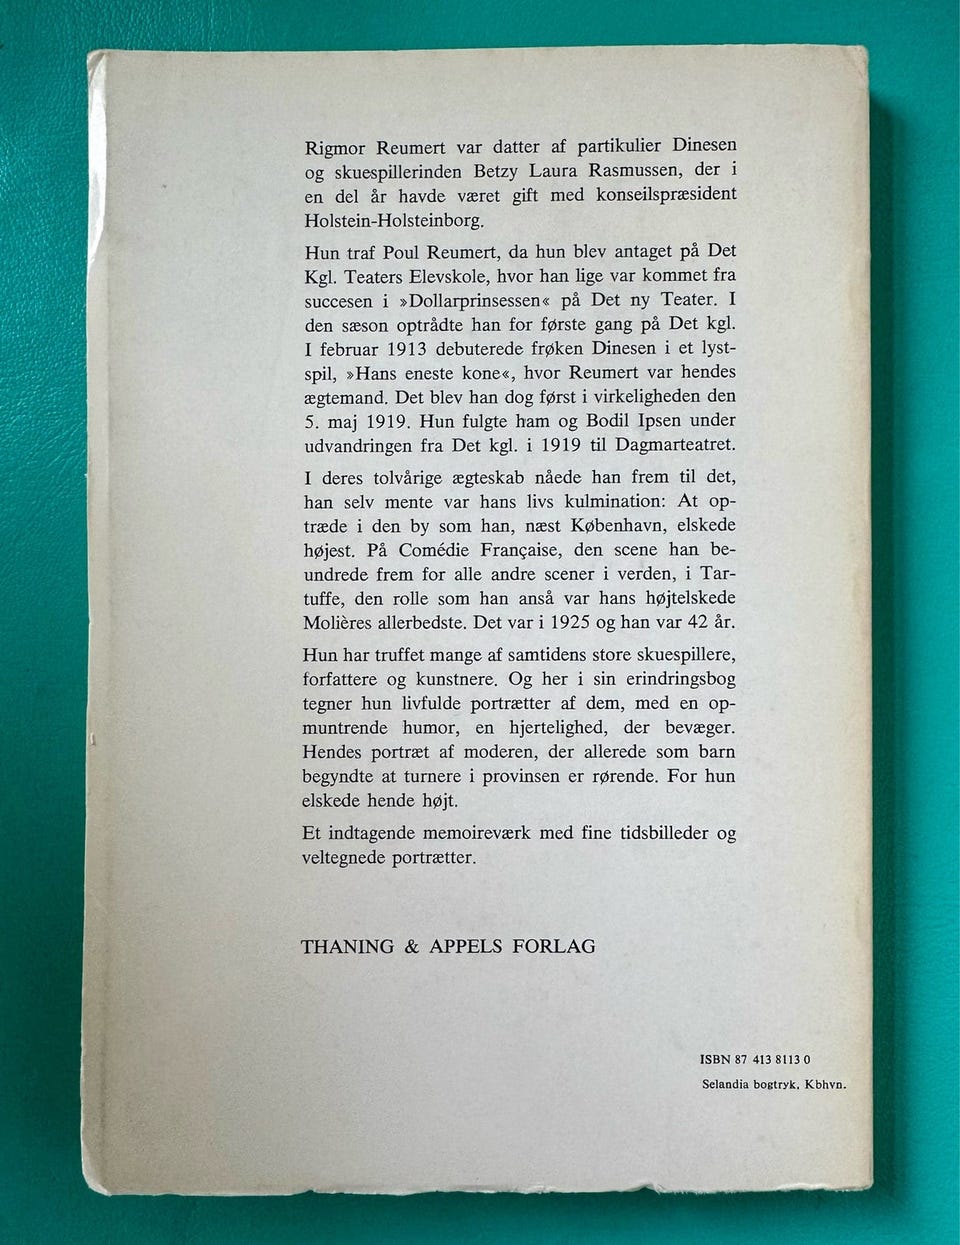 Rigmor Reumert var datter af partikulier Dinesen
og skuespillerinden Betzy Laura Rasmussen, der i
en del år havde været gift med konseilspræsident
Holstein-Holsteinborg.
Hun traf Poul Reumert, da hun blev antaget på Det
Kgl. Teaters Elevskole, hvor han lige var kommet fra
succesen i »Dollarprinsessen« på Det ny Teater. I
den sæson optrådte han for første gang på Det kgl.
I februar 1913 debuterede frøken Dinesen i et lyst-
spil, »Hans eneste kone«, hvor Reumert var hendes
ægtemand. Det blev han dog først i virkeligheden den
5. maj 1919. Hun fulgte ham og Bodil Ipsen under
udvandringen fra Det kgl. i 1919 til Dagmarteatret.
I deres tolvårige ægteskab nåede han frem til det,
han selv mente var hans livs kulmination: At op-
træde i den by som han, næst København, elskede
højest. På Comédie Française, den scene han be-
undrede frem for alle andre scener i verden, i Tar-
tuffe, den rolle som han anså var hans højtelskede
Molières allerbedste. Det var i 1925 og han var 42 år.
Hun har truffet mange af samtidens store skuespillere,
forfattere og kunstnere. Og her i sin erindringsbog
tegner hun livfulde portrætter af dem, med en op-
muntrende humor, en hjertelighed, der bevæger.
Hendes portræt af moderen, der allerede som barn
begyndte at turnere i provinsen er rørende. For hun
elskede hende højt.
Et indtagende memoireværk med fine tidsbilleder og
veltegnede portrætter.
THANING & APPELS FORLAG
ISBN 87 413 8113 0
Selandia bogtryk, Kbhvn.